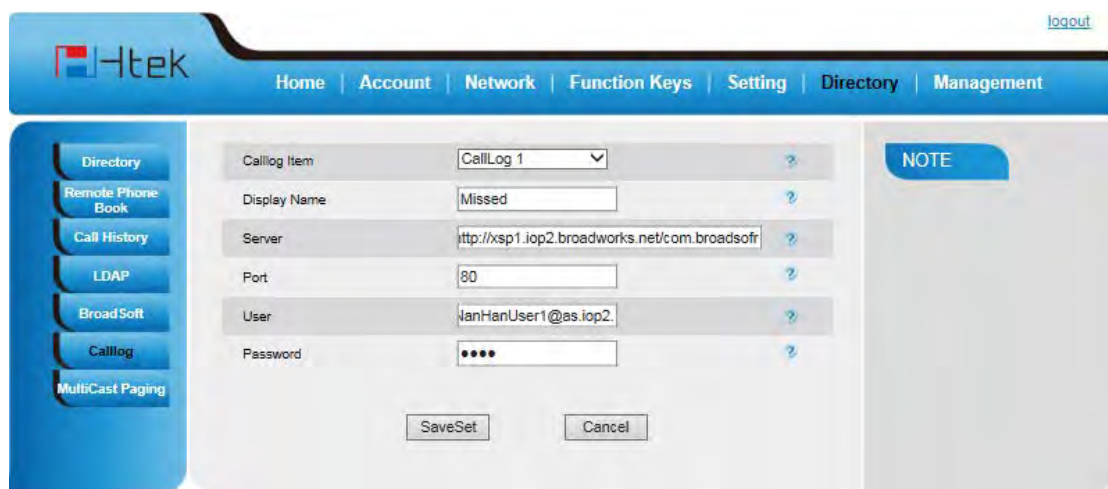 logout
Htek
Home | Account | Network | Function Keys | Setting | Directory | Management
Directory
Remote Phone
Book
Call History
LDAP
BroadSoft
Calllog
MultiCast Paging
Calllog Item
CallLog 1
?
Display Name
Missed
?
Server
ttp://xsp1.iop2.broadworks.net/com.broadsofr
?
Port
80
?
User
NanHanUser1@as.iop2.
?
Password
••••
?
SaveSet
Cancel
NOTE